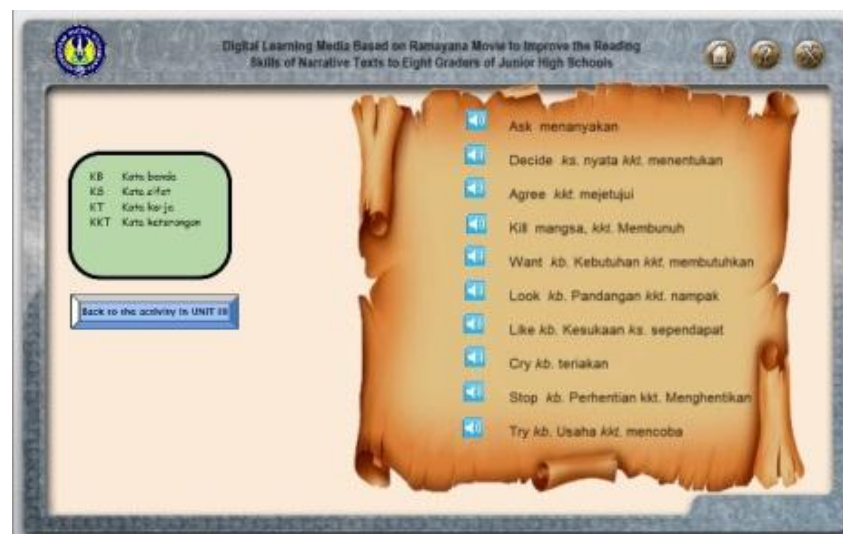 Digital Learning Media Based on Ramayana Movie to Improve the Reading
Skills of Narrative Texts to Eight Graders of Junior High Schools
KB Kata benda
KS Kata sifat
KT Kata kerja
KKT Kata keterangan
Back to the activity in UNIT III
Ask menanyakan
Decide ks. nyata kkt. menentukan
Agree kkt. mejetujui
Kill mangsa, kkt. Membunuh
Want kb. Kebutuhan kkt. membutuhkan
Look kb. Pandangan kkt. nampak
Like kb. Kesukaan ks. sependapat
Cry kb. teriakan
Stop kb. Perhentian kkt. Menghentikan
Try kb. Usaha kkt. mencoba